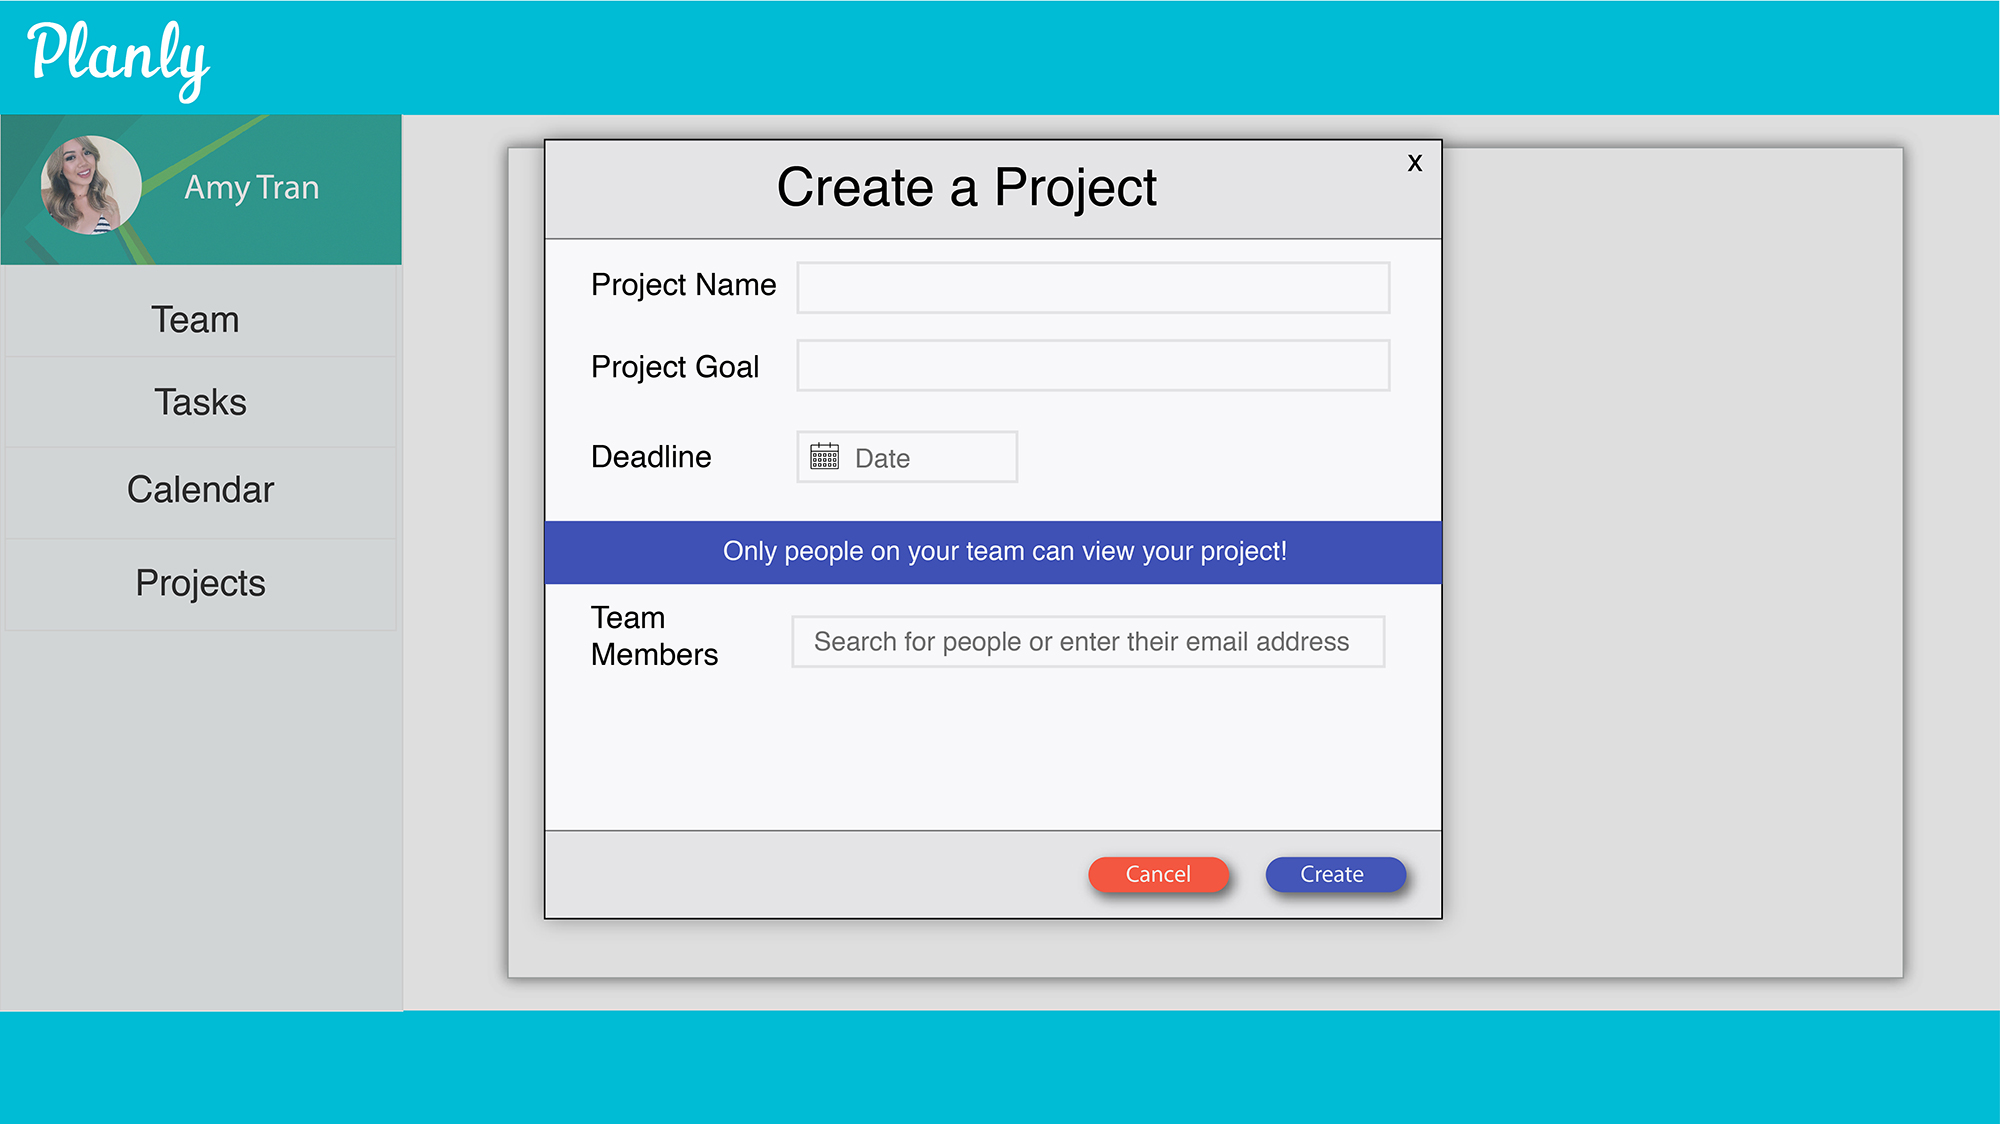 Planly
Amy Tran
Team
Tasks
Calendar
Projects
Create a Project
x
Project Name
Project Goal
Deadline
Date
Only people on your team can view your project!
Team
Members
Search for people or enter their email address
Cancel
Create